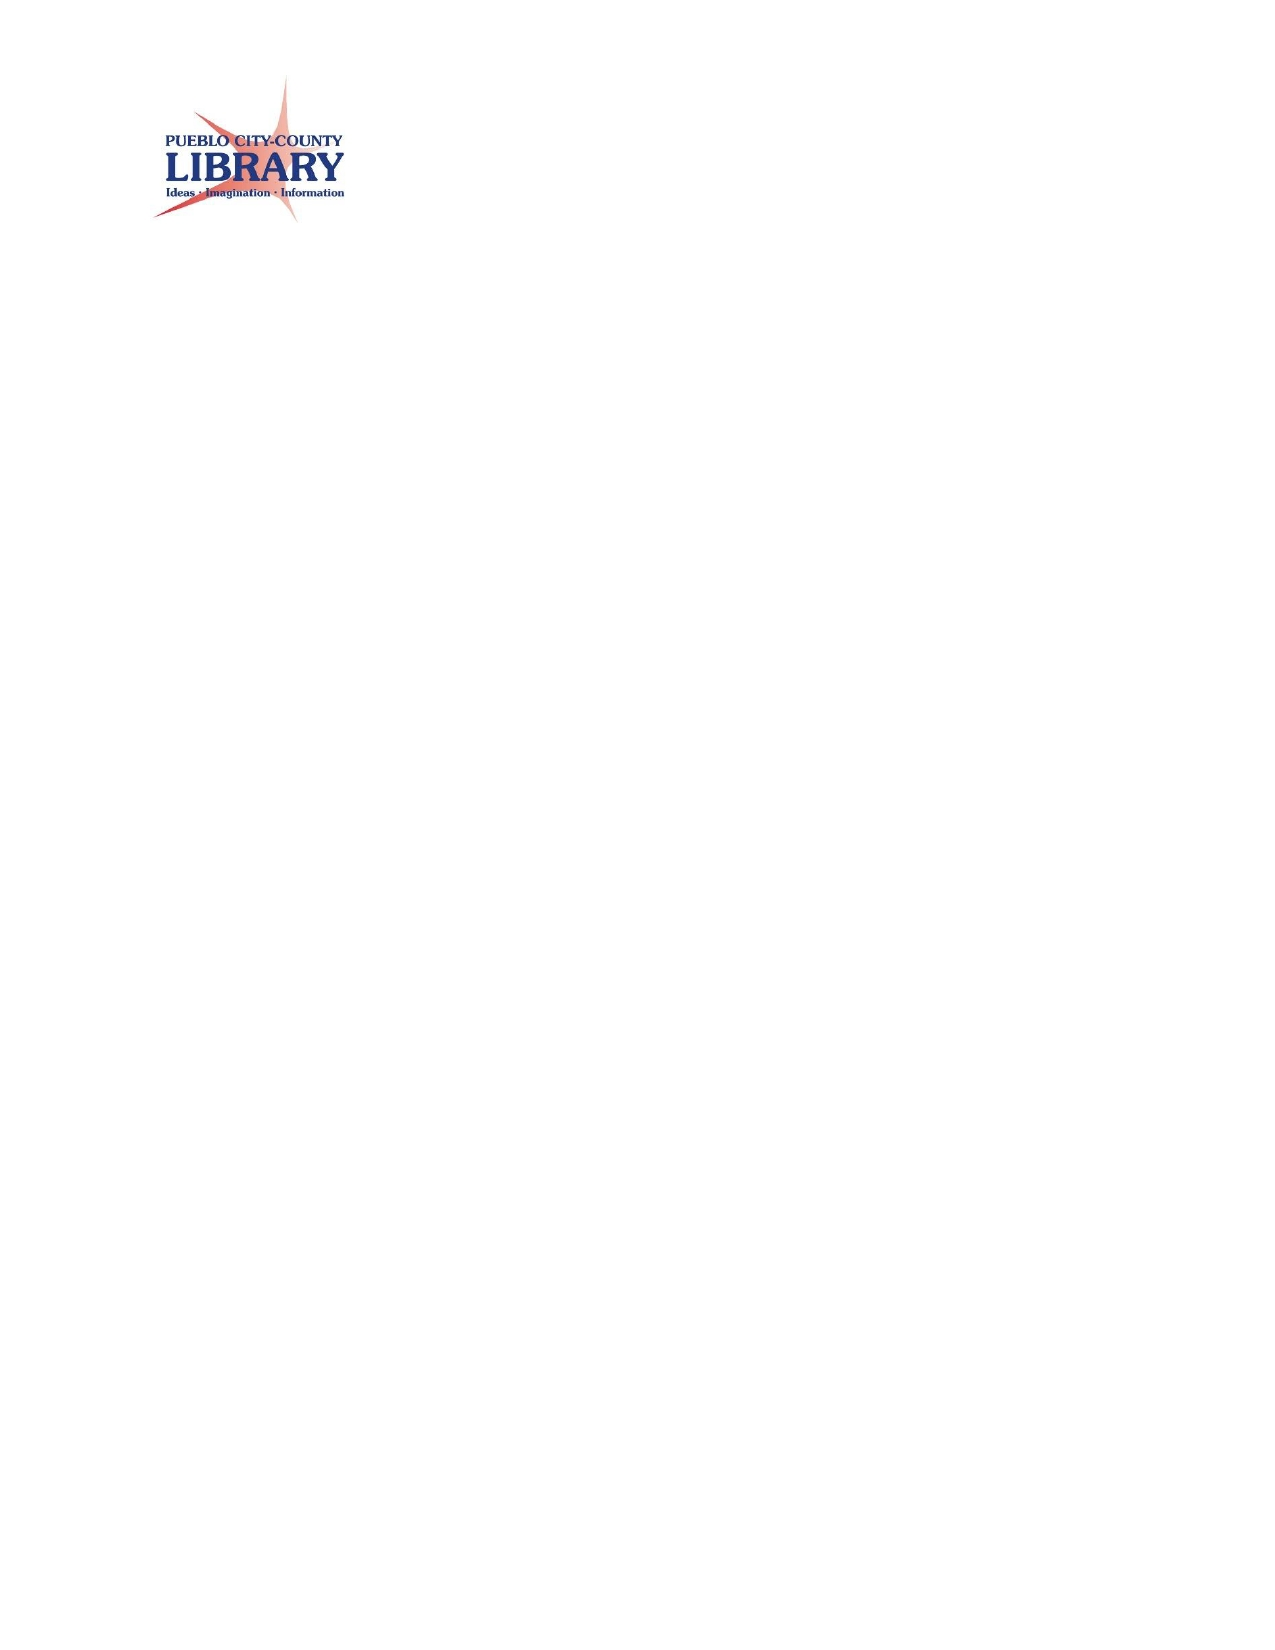 PUEBLO CITY-COUNTY
LIBRARY
Ideas · Imagination · Information